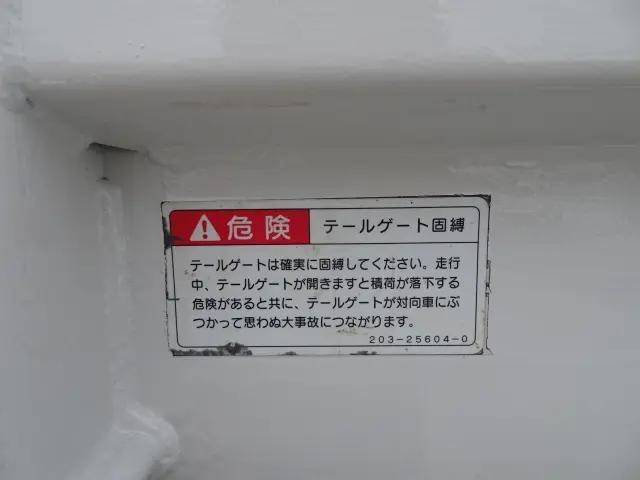 危険 テールゲート固縛
テールゲートは確実に固縛してください。走行
中、テールゲートが開きますと積荷が落下する
危険があると共に、テールゲートが対向車にぶ
つかって思わぬ大事故につながります。
203-25604-0